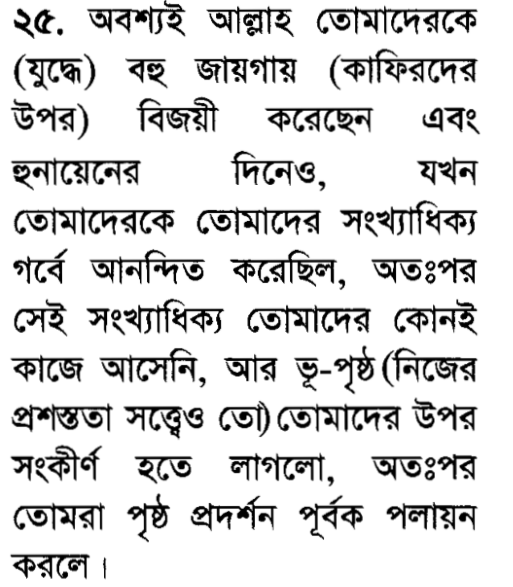 ২৫. অবশ্যই আল্লাহ তোমাদেরকে
(যুদ্ধে) বহু জায়গায় (কাফিরদের
উপর) বিজয়ী করেছেন এবং
হুনায়েনের দিনেও, যখন
তোমাদেরকে তোমাদের সংখ্যাধিক্য
গর্বে আনন্দিত করেছিল, অতঃপর
সেই সংখ্যাধিক্য তোমাদের কোনই
কাজে আসেনি, আর ভূ-পৃষ্ঠ (নিজের
প্রশস্ততা সত্ত্বেও তো) তোমাদের উপর
সংকীর্ণ হতে লাগলো, অতঃপর
তোমরা পৃষ্ঠ প্রদর্শন পূর্বক পলায়ন
করলে।